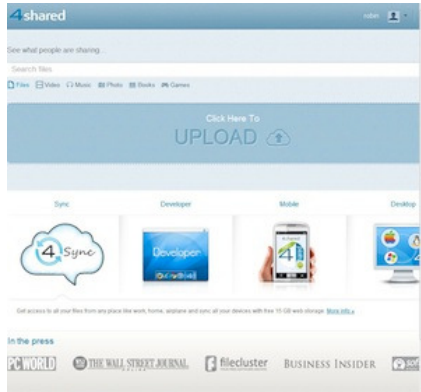 4shared
robin
See what people are sharing...
Search files
Files Video Music Photo Books Games
Click Here To
UPLOAD
Sync Developer Mobile Desktop
4 Sync
Developer
4
Get access to all your files from any place like work, home, airplane and sync all your devices with free 15 GB web storage. More info »
In the press
PC WORLD THE WALL STREET JOURNAL. filecluster BUSINESS INSIDER sof